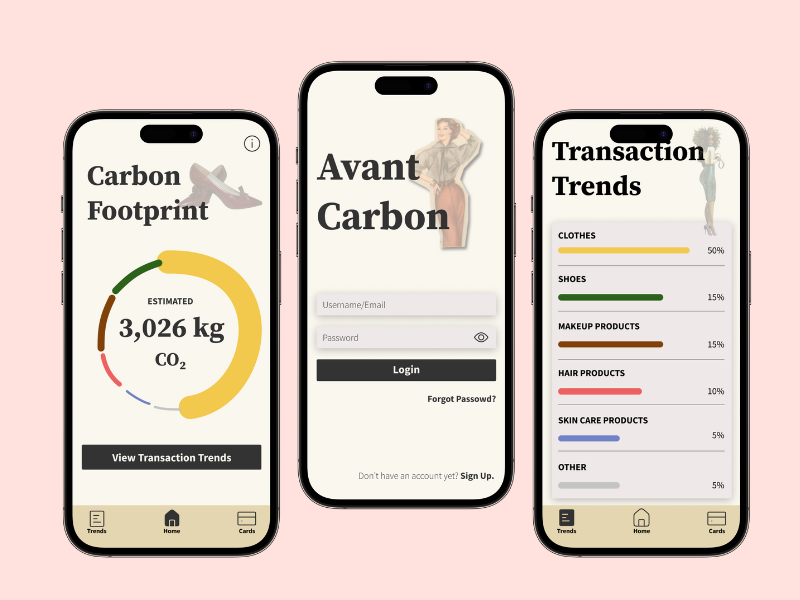 Carbon
Footprint
ESTIMATED
3,026 kg
CO₂
View Transaction Trends
Trends
Home
Cards
Avant
Carbon
Username/Email
Password
Login
Forgot Passowd?
Don't have an account yet? Sign Up.
Transaction
Trends
CLOTHES
50%
SHOES
15%
MAKEUP PRODUCTS
15%
HAIR PRODUCTS
10%
SKIN CARE PRODUCTS
5%
OTHER
5%
Trends
Home
Cards